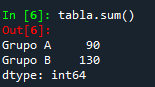 In [6]: tabla.sum()
Out[6]:
Grupo A     90
Grupo B    130
dtype: int64